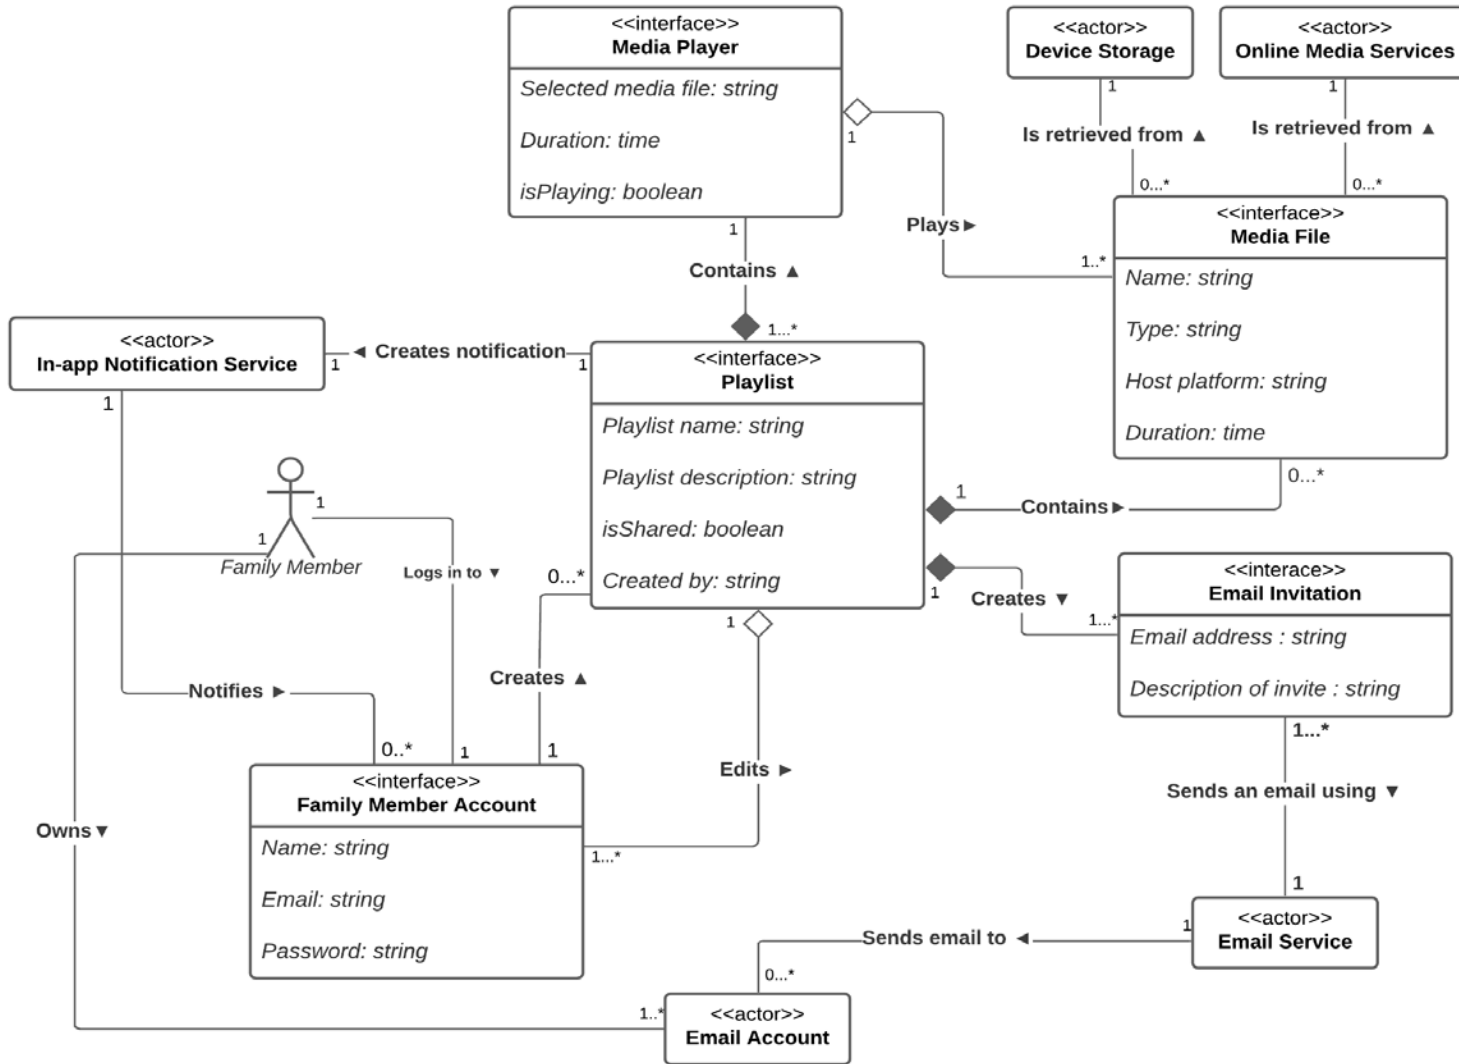 <<interface>>
Media Player
Selected media file: string
Duration: time
isPlaying: boolean
<<actor>>
Device Storage
<<actor>>
Online Media Services
1
1
1
Is retrieved from ▲
Is retrieved from ▲
0...*
0...*
Plays►
1..*
<<interface>>
Media File
Name: string
Type: string
Host platform: string
Duration: time
1
Contains ▲
1...*
<<actor>>
In-app Notification Service
1
◄ Creates notification
1
1
<<interface>>
Playlist
Playlist name: string
Playlist description: string
isShared: boolean
Created by: string
0...*
1
Contains►
1
1
Family Member
Logs in to ▼
0...*
1
Creates ▼
1...*
<<interace>>
Email Invitation
Email address : string
Description of invite : string
1
Creates ▲
Notifies ►
0..*
1
1
Edits ►
1...*
1...*
Sends an email using ▼
1
<<interface>>
Family Member Account
Name: string
Email: string
Password: string
Owns▼
<<actor>>
Email Service
1
Sends email to ◄
0...*
1..*
<<actor>>
Email Account